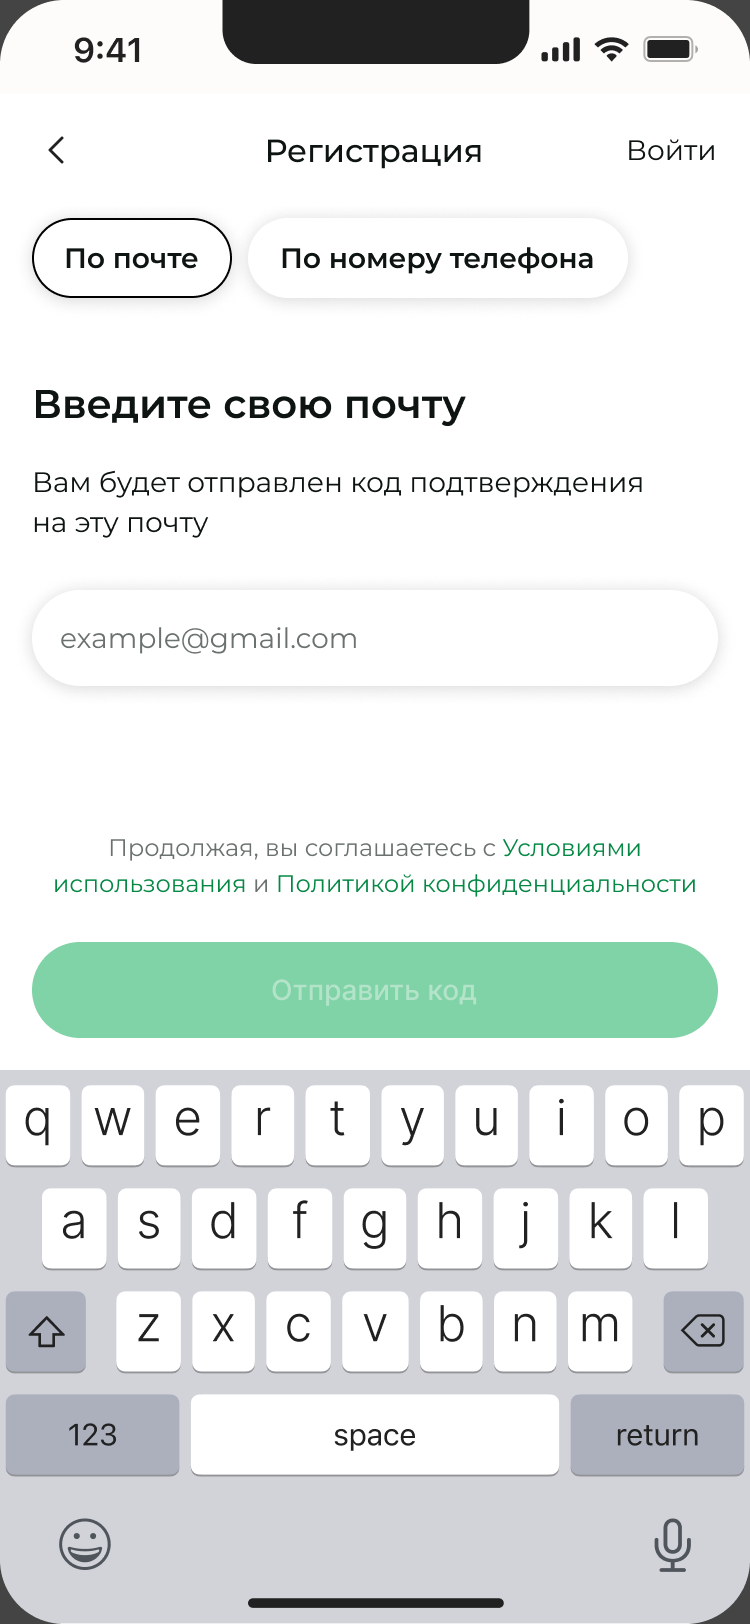 9:41
Регистрация
Войти
По почте
По номеру телефона
Введите свою почту
Вам будет отправлен код подтверждения
на эту почту
example@gmail.com
Продолжая, вы соглашаетесь с Условиями
использования и Политикой конфиденциальности
Отправить код
q w e r t y u i o p
a s d f g h j k l
z x c v b n m
123 space return